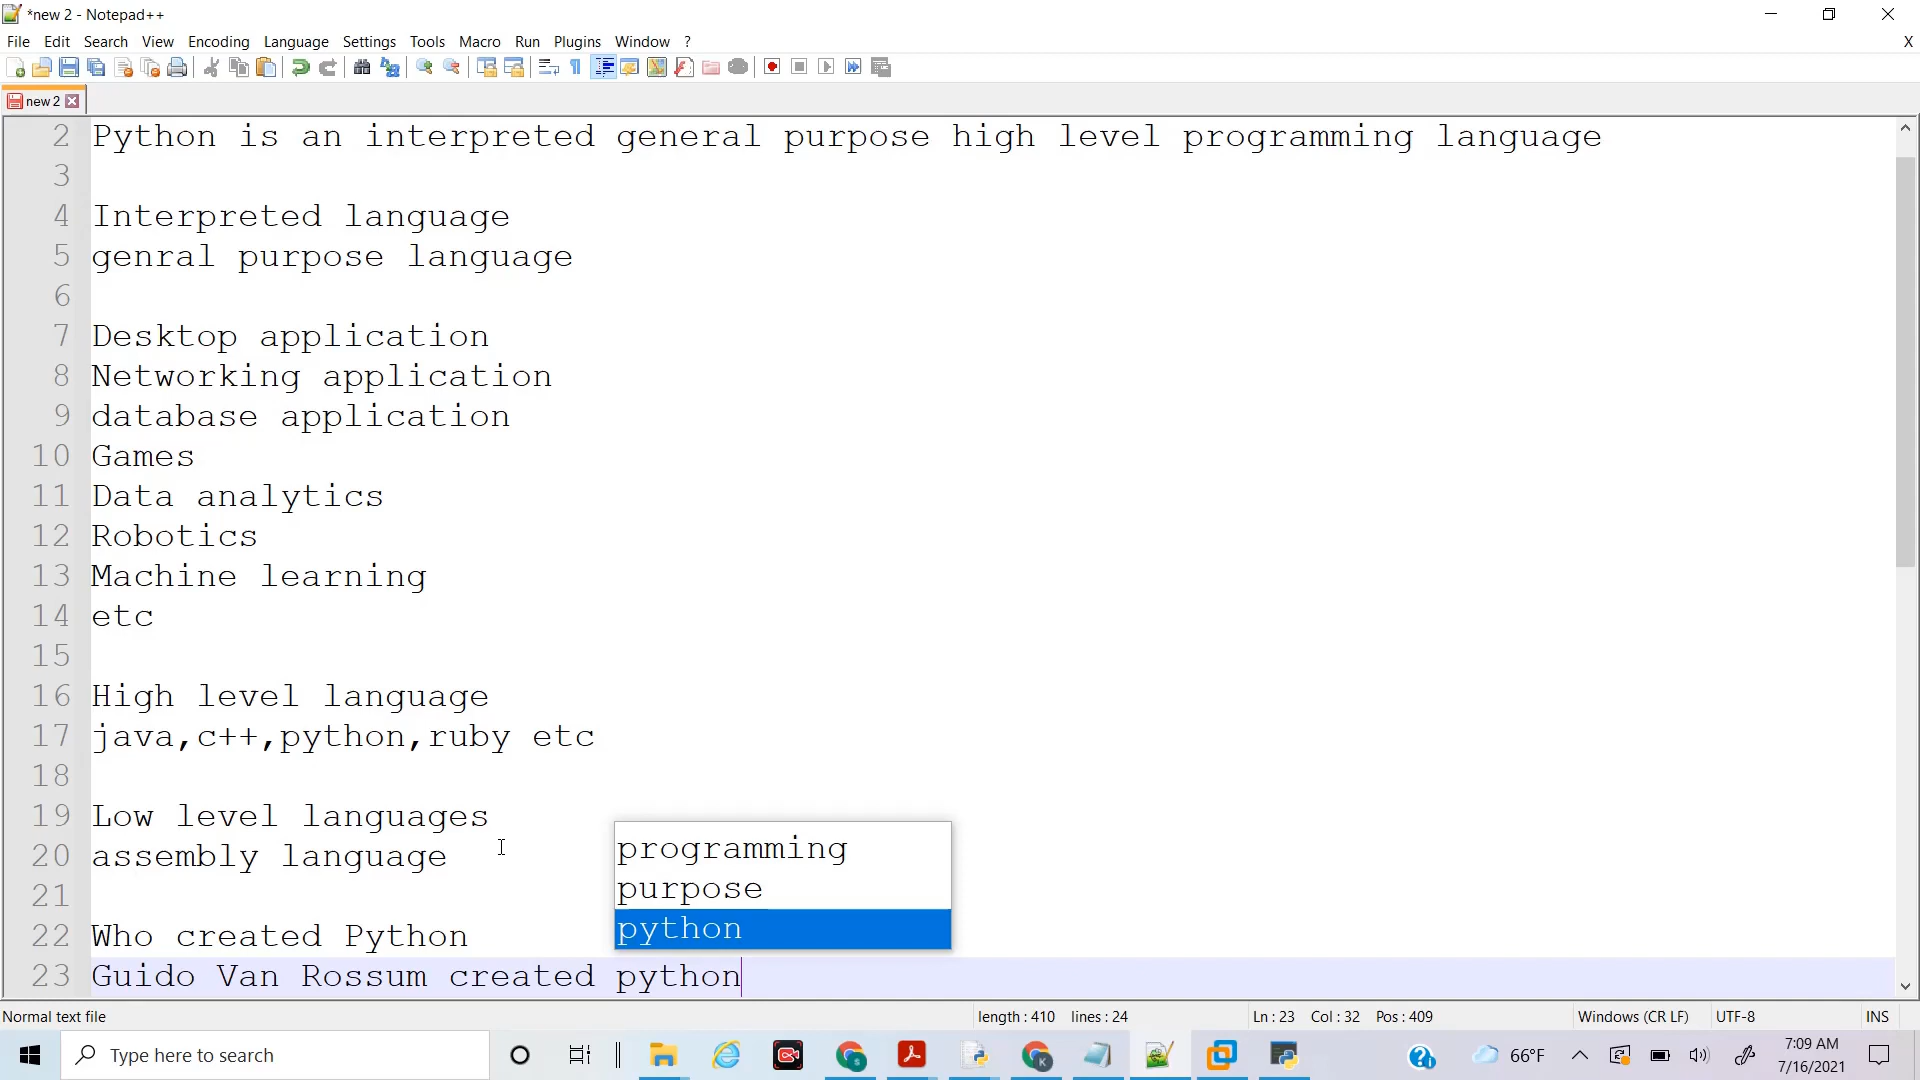 *new 2 - Notepad++
File Edit Search View Encoding Language Settings Tools Macro Run Plugins Window ? X
new 2
2 Python is an interpreted general purpose high level programming language
3
4 Interpreted language
5 genral purpose language
6
7 Desktop application
8 Networking application
9 database application
10 Games
11 Data analytics
12 Robotics
13 Machine learning
14 etc
15
16 High level language
17 java,c++,python,ruby etc
18
19 Low level languages
20 assembly language
21
22 Who created Python
23 Guido Van Rossum created python
programming
purpose
python
Normal text file length : 410 lines : 24 Ln : 23 Col : 32 Pos : 409 Windows (CR LF) UTF-8 INS
Type here to search 66°F 7:09 AM
7/16/2021